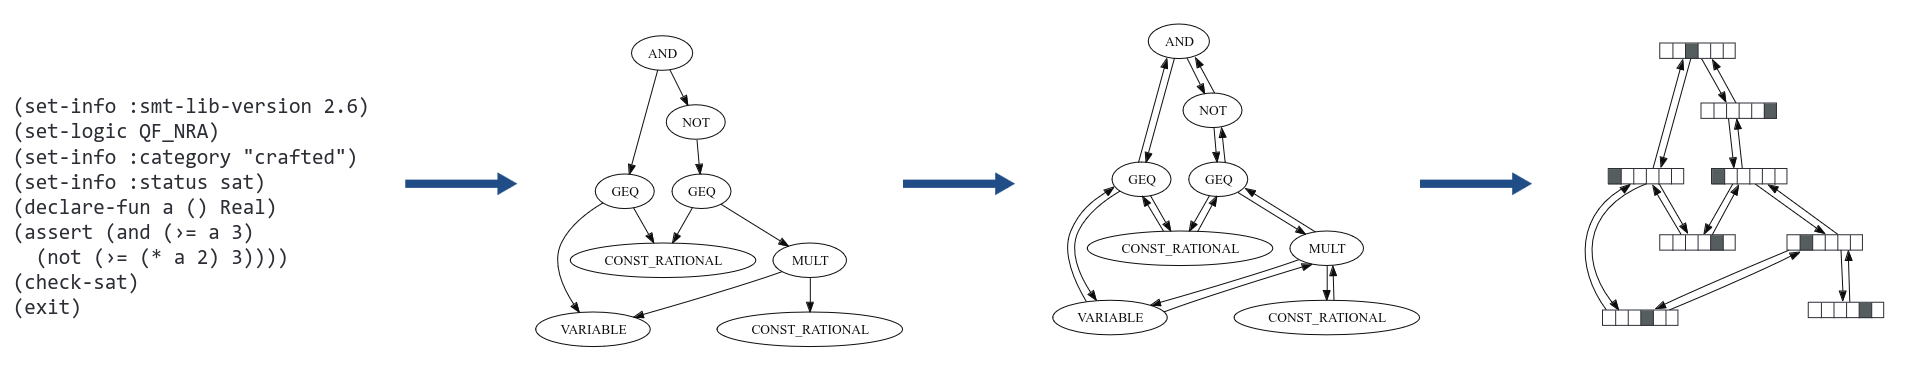 (set-info :smt-lib-version 2.6)
(set-logic QF_NRA)
(set-info :category "crafted")
(set-info :status sat)
(declare-fun a () Real)
(assert (and (>= a 3)
(not (>= (* a 2) 3))))
(check-sat)
(exit)
AND
NOT
GEQ
GEQ
CONST_RATIONAL
MULT
VARIABLE
CONST_RATIONAL
AND
NOT
GEQ
GEQ
CONST_RATIONAL
MULT
VARIABLE
CONST_RATIONAL